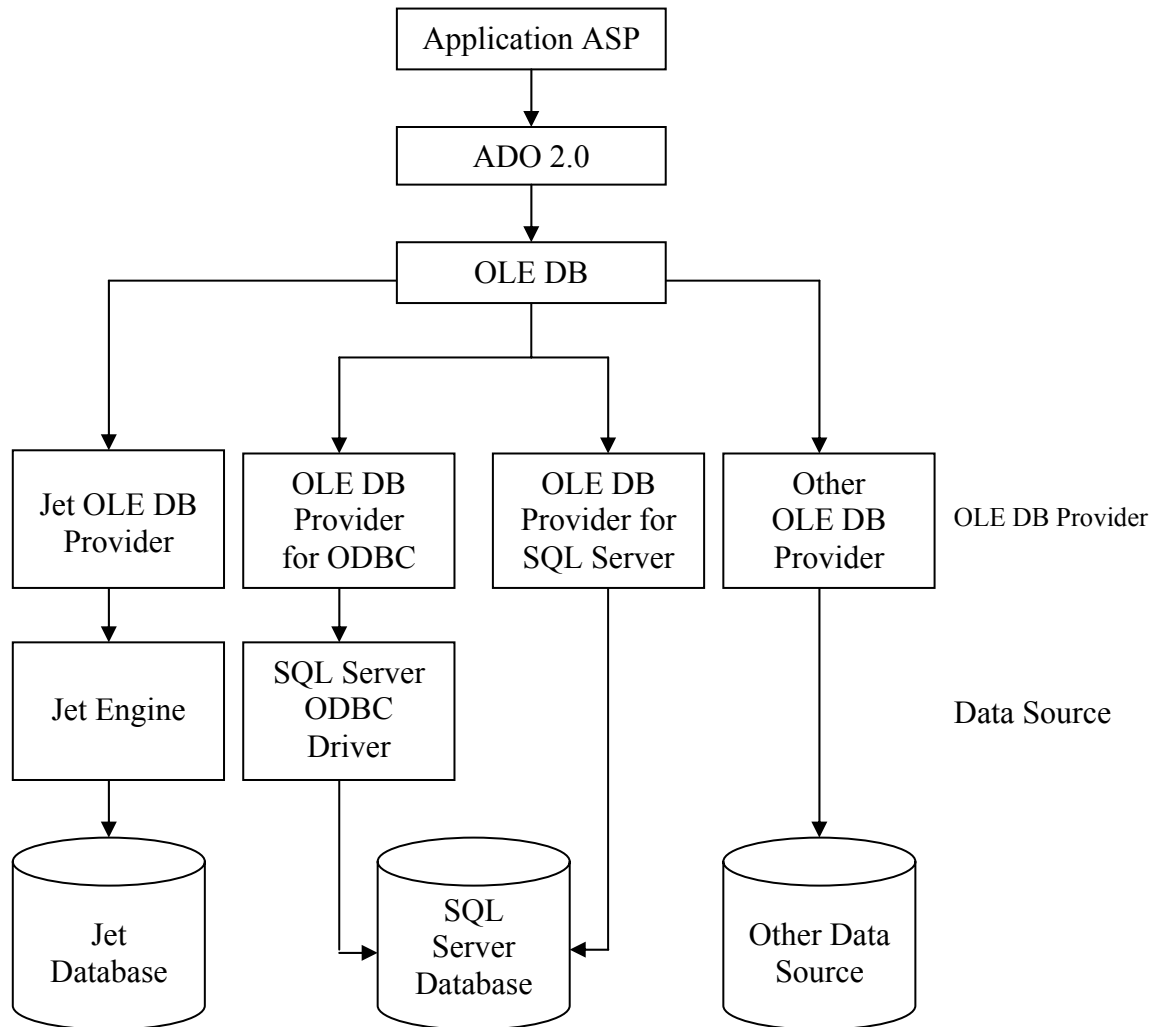 Application ASP
ADO 2.0
OLE DB
Jet OLE DB
Provider
OLE DB
Provider
for ODBC
OLE DB
Provider for
SQL Server
Other
OLE DB
Provider
OLE DB Provider
Jet Engine
SQL Server
ODBC
Driver
Data Source
Jet
Database
SQL
Server
Database
Other Data
Source